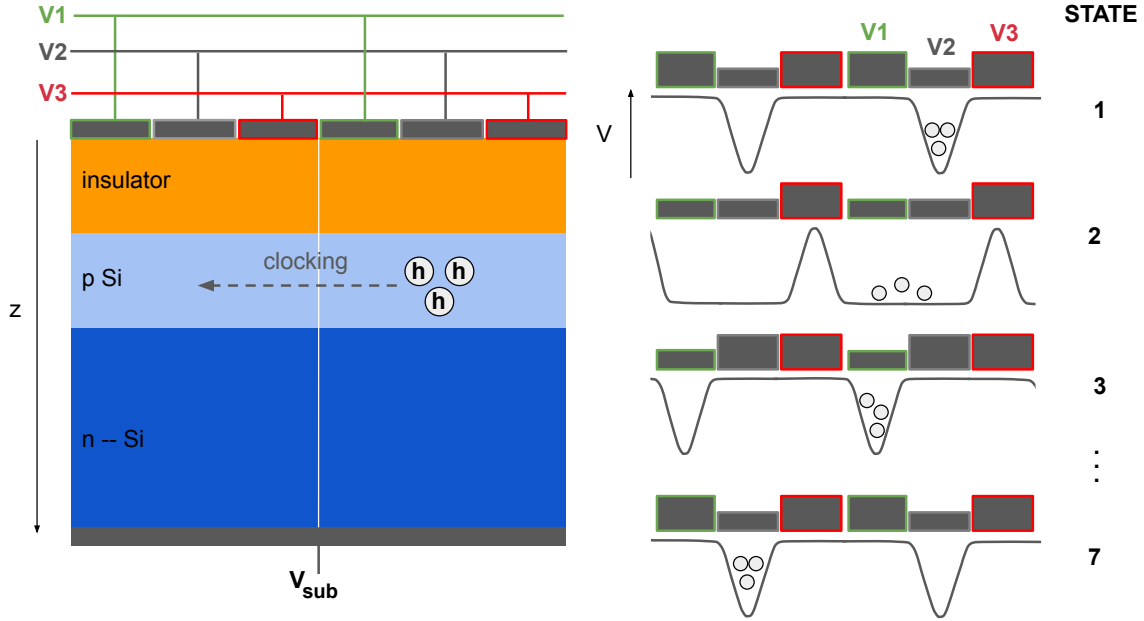 V1
V2
V3
insulator
p Si
clocking
h
h
h
n -- Si
z
Vsub
STATE
V1
V2
V3
V
1
2
3
.
.
.
7